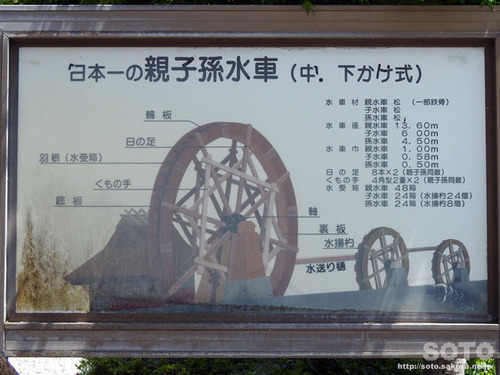 日本一の親子孫水車（中．下かけ式）
水車材 親水車 松 （一部鉄骨）
子水車 松
孫水車 松
水車径 親水車 13.60m
子水車 6.00m
孫水車 4.50m
水車巾 親水車 1.00m
子水車 0.58m
孫水車 0.50m
日の足 8本×2（親子孫同数）
くもの手 4角型2重×2（親子孫同数）
水受箱 親水車 48箱
子水車 24箱（水揚杓24個）
孫水車 24箱（水揚杓8個）
輪板
日の足
羽根（水受箱）
くもの手
軸
裏板
水揚杓
水送り樋
SOTO
http://soto.sakura.ne.jp